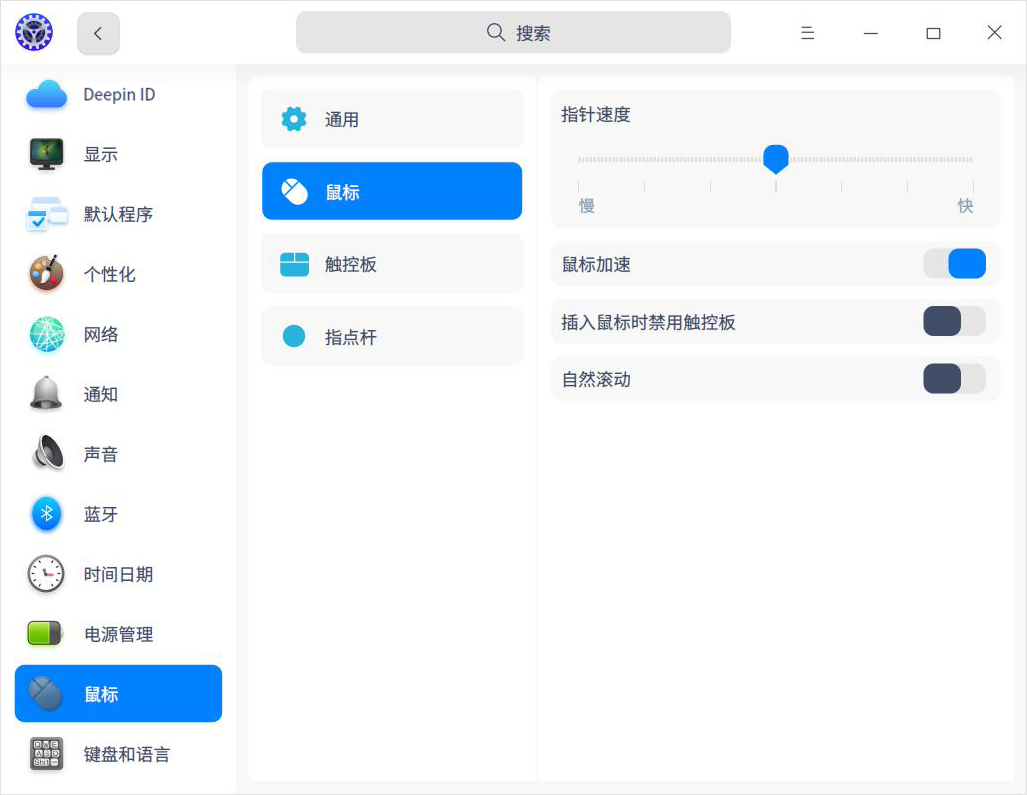 搜索
Deepin ID
显示
默认程序
个性化
网络
通知
声音
蓝牙
时间日期
电源管理
鼠标
键盘和语言
通用
鼠标
触控板
指点杆
指针速度
慢
快
鼠标加速
插入鼠标时禁用触控板
自然滚动